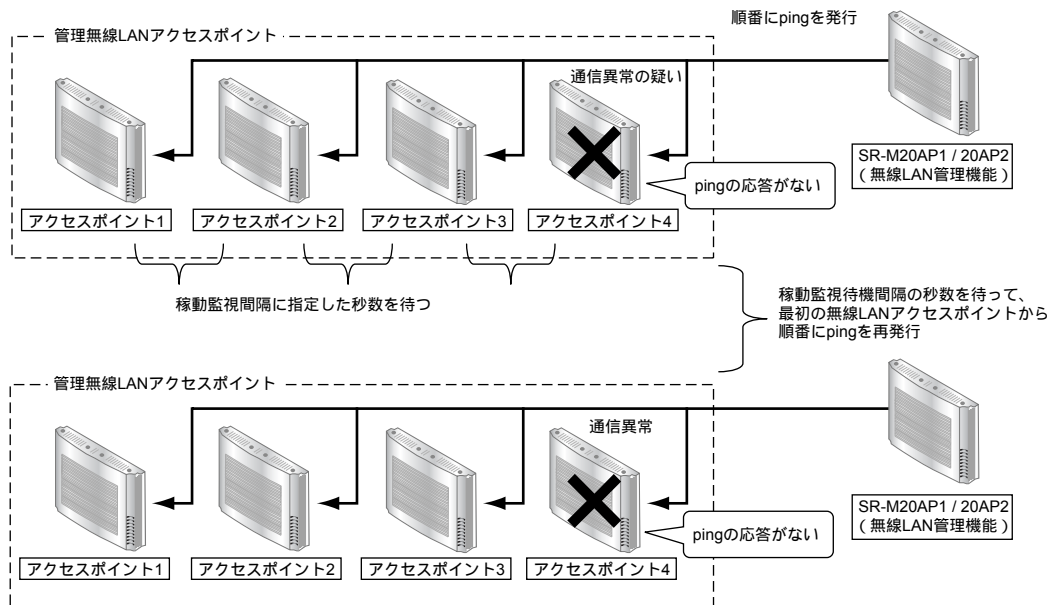 順番にpingを発行
管理無線LANアクセスポイント
通信異常の疑い
SR-M20AP1 / 20AP2
（無線LAN管理機能）
pingの応答がない
アクセスポイント1
アクセスポイント2
アクセスポイント3
アクセスポイント4
稼動監視間隔に指定した秒数を待つ
稼動監視待機間隔の秒数を待って、
最初の無線LANアクセスポイントから
順番にpingを再発行
管理無線LANアクセスポイント
通信異常
SR-M20AP1 / 20AP2
（無線LAN管理機能）
pingの応答がない
アクセスポイント1
アクセスポイント2
アクセスポイント3
アクセスポイント4